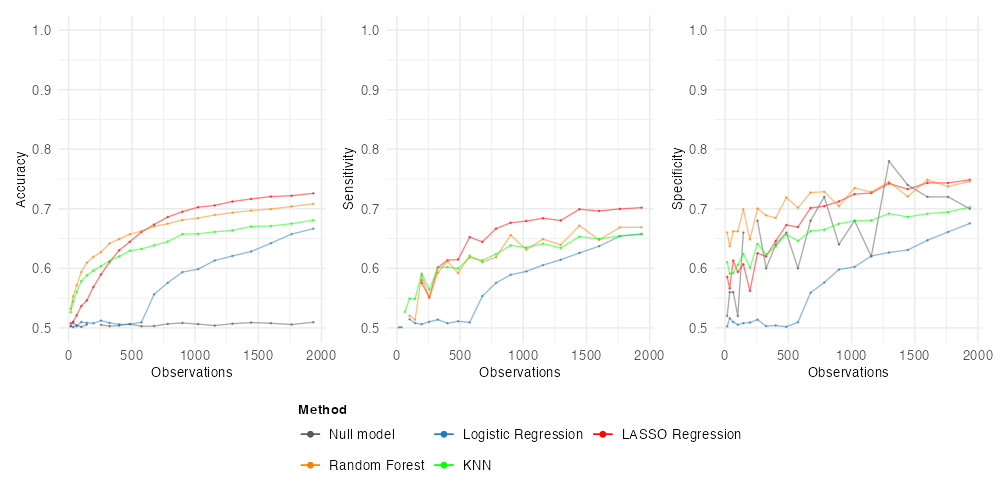 Accuracy
1.0
0.9
0.8
0.7
0.6
0.5
0 500 1000 1500 2000
Observations
Sensitivity
1.0
0.9
0.8
0.7
0.6
0.5
0 500 1000 1500 2000
Observations
Specificity
1.0
0.9
0.8
0.7
0.6
0.5
0 500 1000 1500 2000
Observations
Method
Null model Logistic Regression LASSO Regression
Random Forest KNN